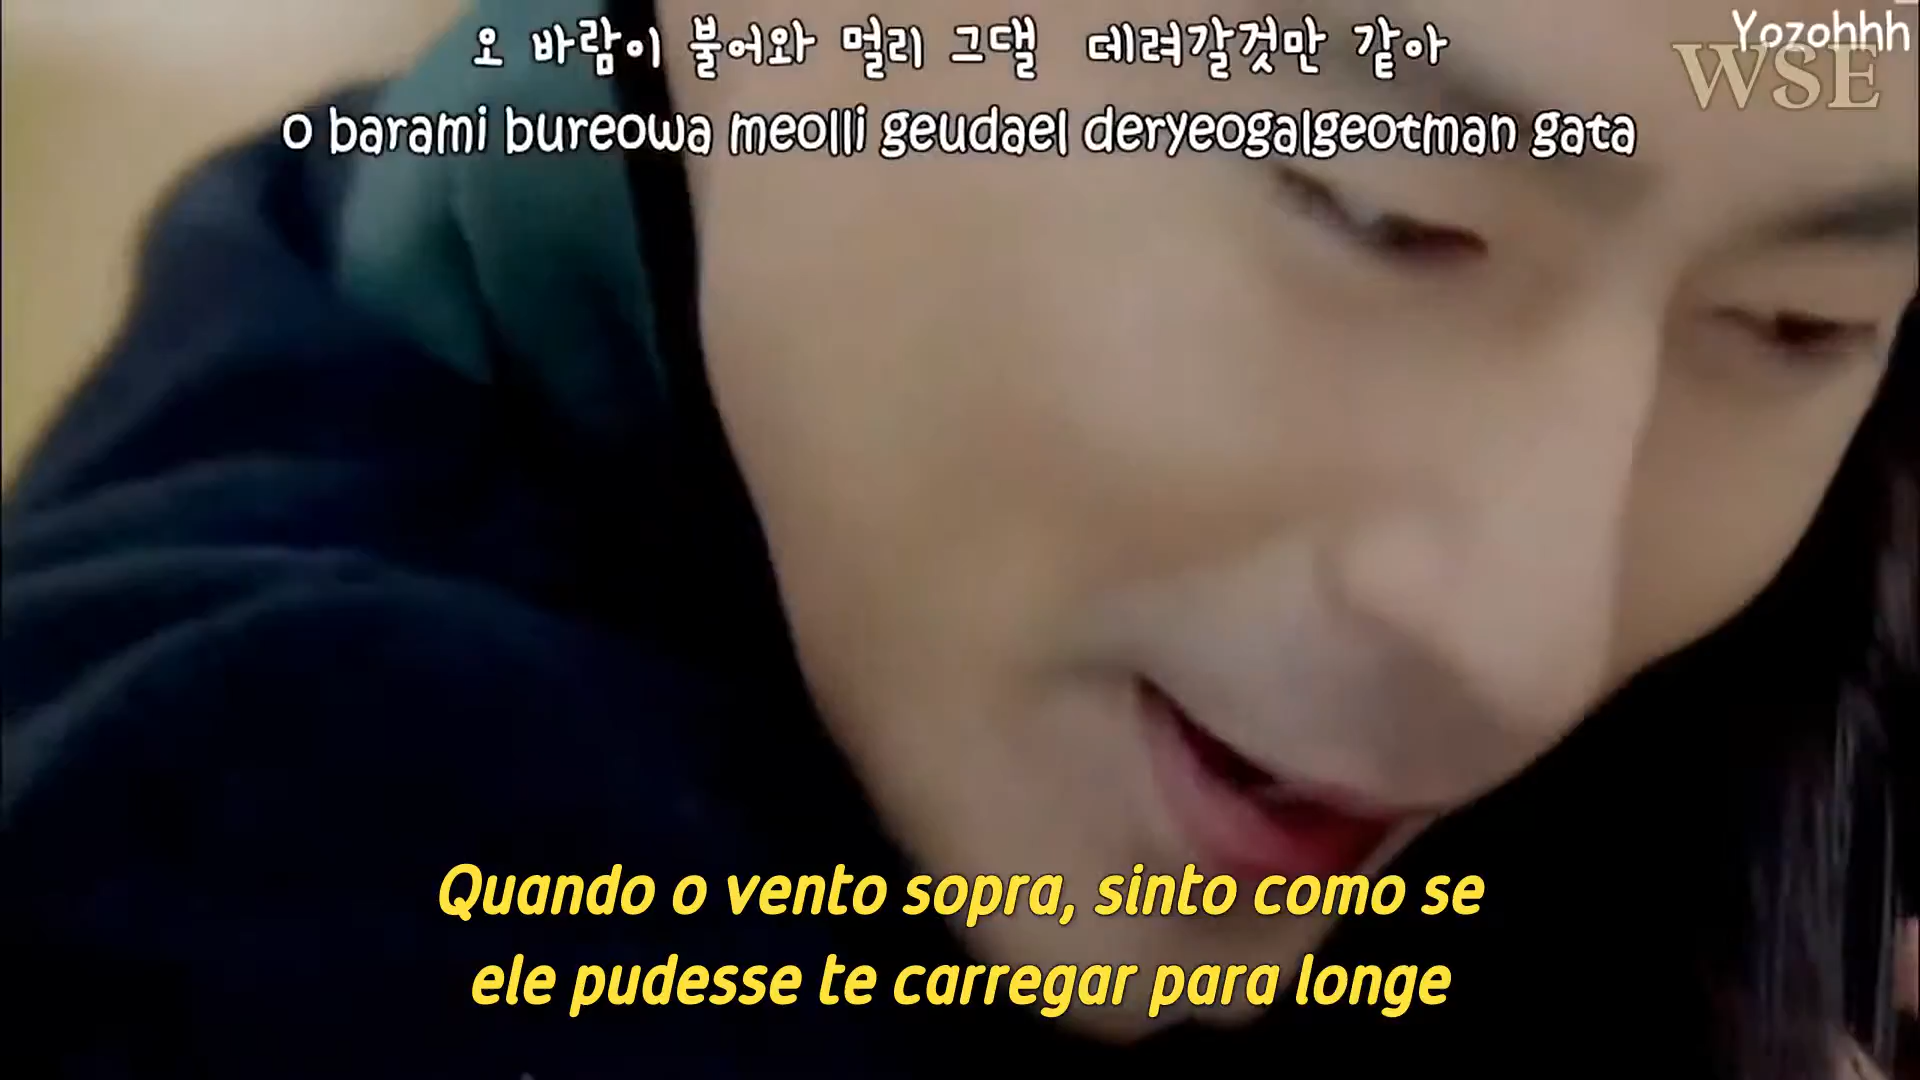 오 바람이 불어와 멀리 그댈 데려갈것만 같아
Yozohhh
WSE
o barami bureowa meolli geudael deryeogalgeotman gata
Quando o vento sopra, sinto como se
ele pudesse te carregar para longe